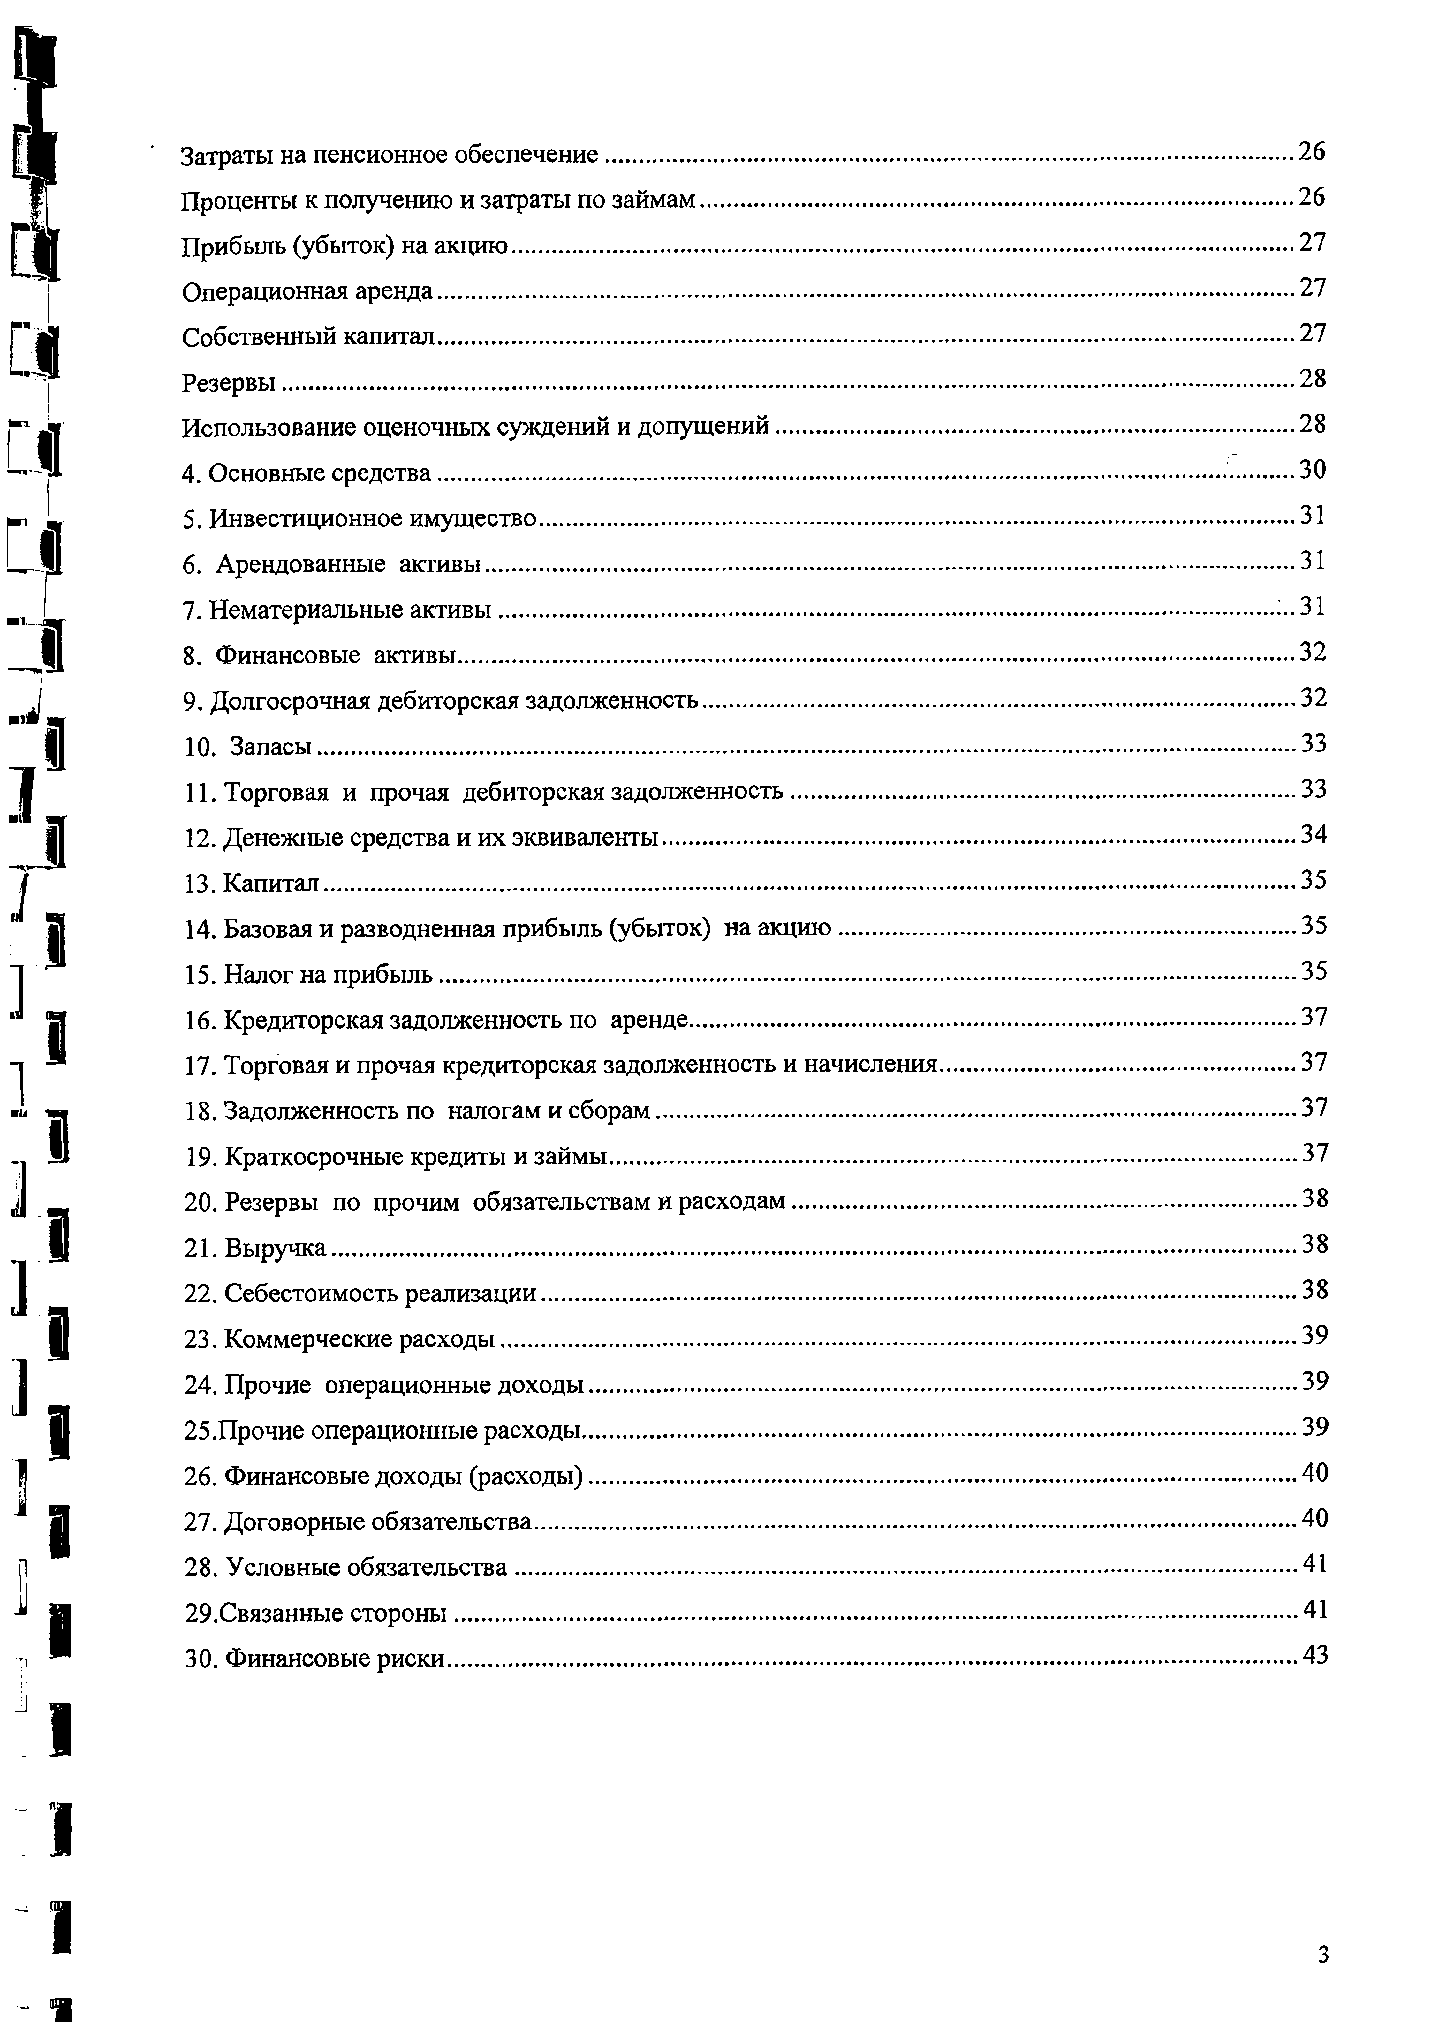 Затраты на пенсионное обеспечение ..... 26
Проценты к получению и затраты по займам ..... 26
Прибыль (убыток) на акцию ..... 27
Операционная аренда ..... 27
Собственный капитал ..... 27
Резервы ..... 28
Использование оценочных суждений и допущений ..... 28
4. Основные средства ..... 30
5. Инвестиционное имущество ..... 31
6. Арендованные активы ..... 31
7. Нематериальные активы ..... 31
8. Финансовые активы ..... 32
9. Долгосрочная дебиторская задолженность ..... 32
10. Запасы ..... 33
11. Торговая и прочая дебиторская задолженность ..... 33
12. Денежные средства и их эквиваленты ..... 34
13. Капитал ..... 35
14. Базовая и разводненная прибыль (убыток) на акцию ..... 35
15. Налог на прибыль ..... 35
16. Кредиторская задолженность по аренде ..... 37
17. Торговая и прочая кредиторская задолженность и начисления ..... 37
18. Задолженность по налогам и сборам ..... 37
19. Краткосрочные кредиты и займы ..... 37
20. Резервы по прочим обязательствам и расходам ..... 38
21. Выручка ..... 38
22. Себестоимость реализации ..... 38
23. Коммерческие расходы ..... 39
24. Прочие операционные доходы ..... 39
25.Прочие операционные расходы ..... 39
26. Финансовые доходы (расходы) ..... 40
27. Договорные обязательства ..... 40
28. Условные обязательства ..... 41
29.Связанные стороны ..... 41
30. Финансовые риски ..... 43
3